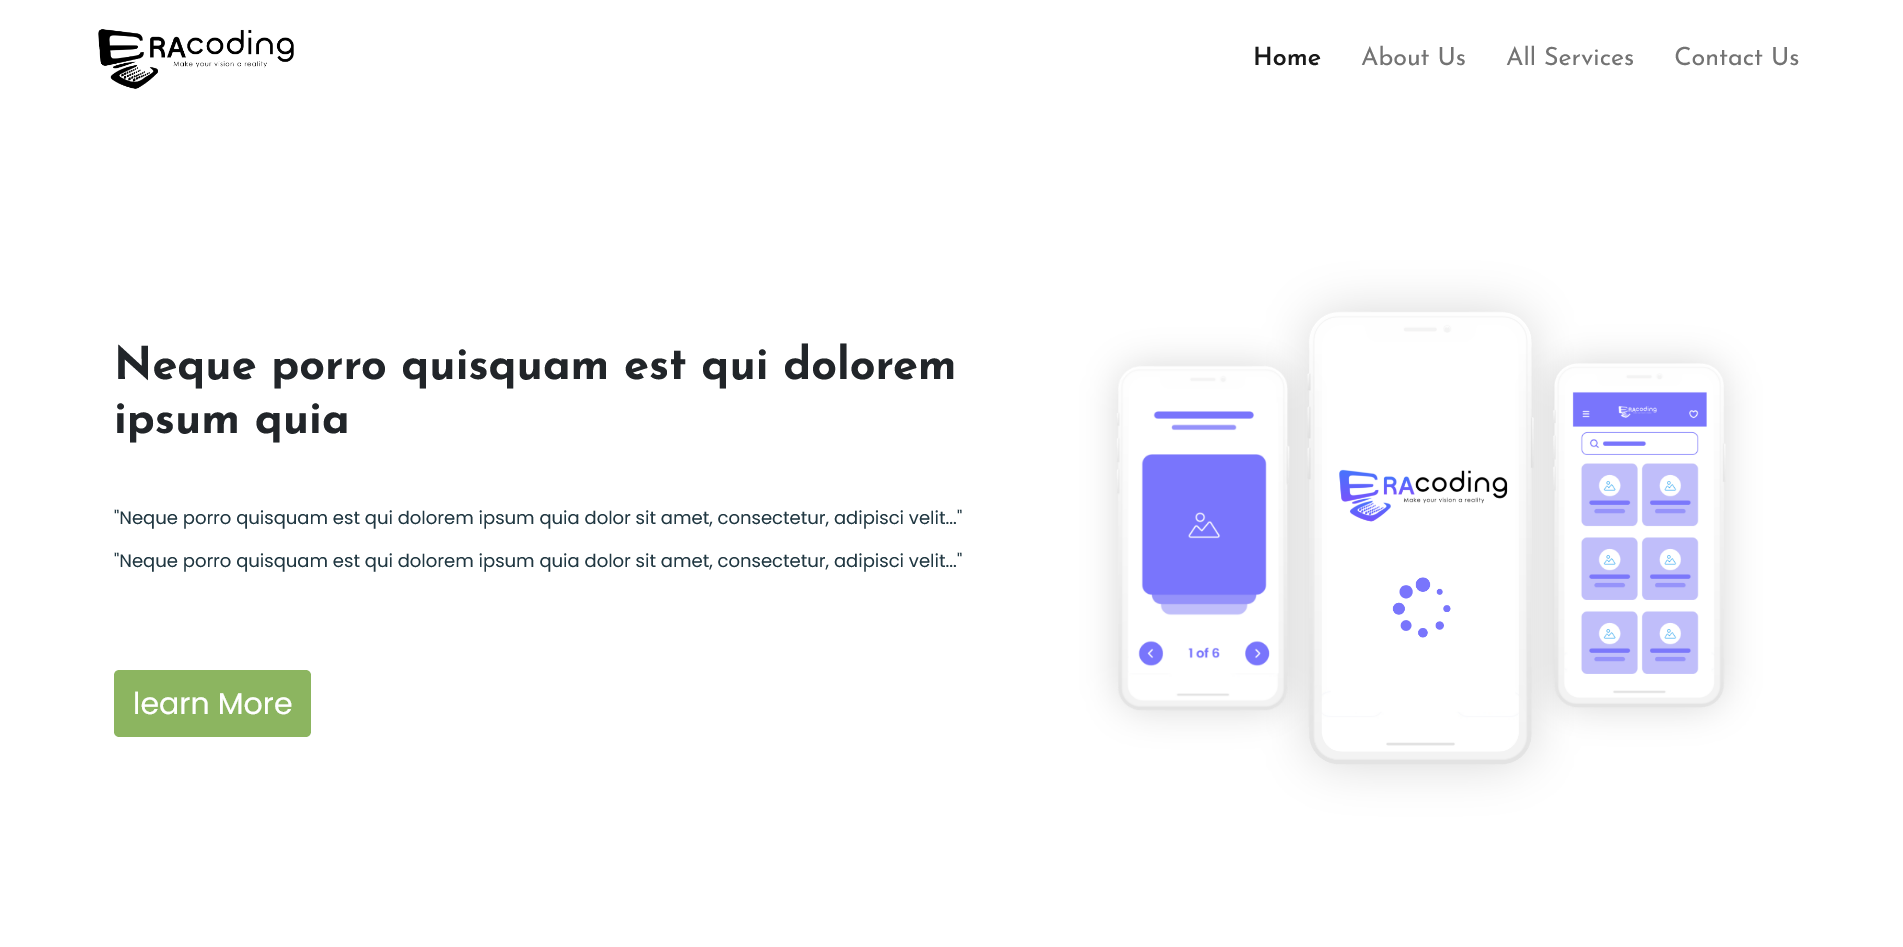 ERAcoding
Make your vision a reality
Home About Us All Services Contact Us
Neque porro quisquam est qui dolorem
ipsum quia
"Neque porro quisquam est qui dolorem ipsum quia dolor sit amet, consectetur, adipisci velit..."
"Neque porro quisquam est qui dolorem ipsum quia dolor sit amet, consectetur, adipisci velit..."
learn More
1 of 6
ERAcoding
Make your vision a reality
ERAcoding